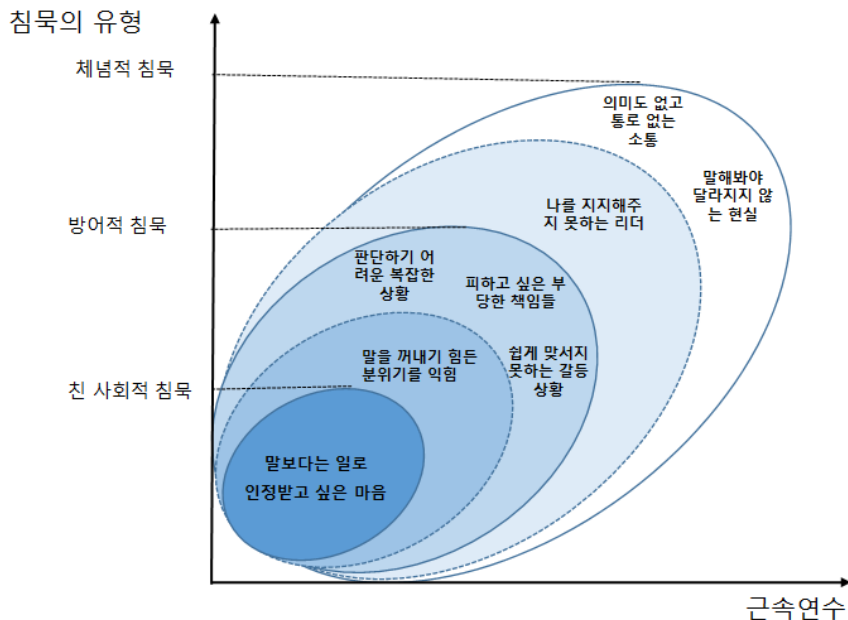 침묵의 유형
체념적 침묵
의미도 없고
통로 없는
소통
말해봐야
달라지지 않
는 현실
나를 지지해주
지 못하는 리더
방어적 침묵
판단하기 어
려운 복잡한
상황
피하고 싶은 부
당한 책임들
말을 꺼내기 힘든
분위기를 익힘
쉽게 맞서지
못하는 갈등
상황
친 사회적 침묵
말보다는 일로
인정받고 싶은 마음
근속연수